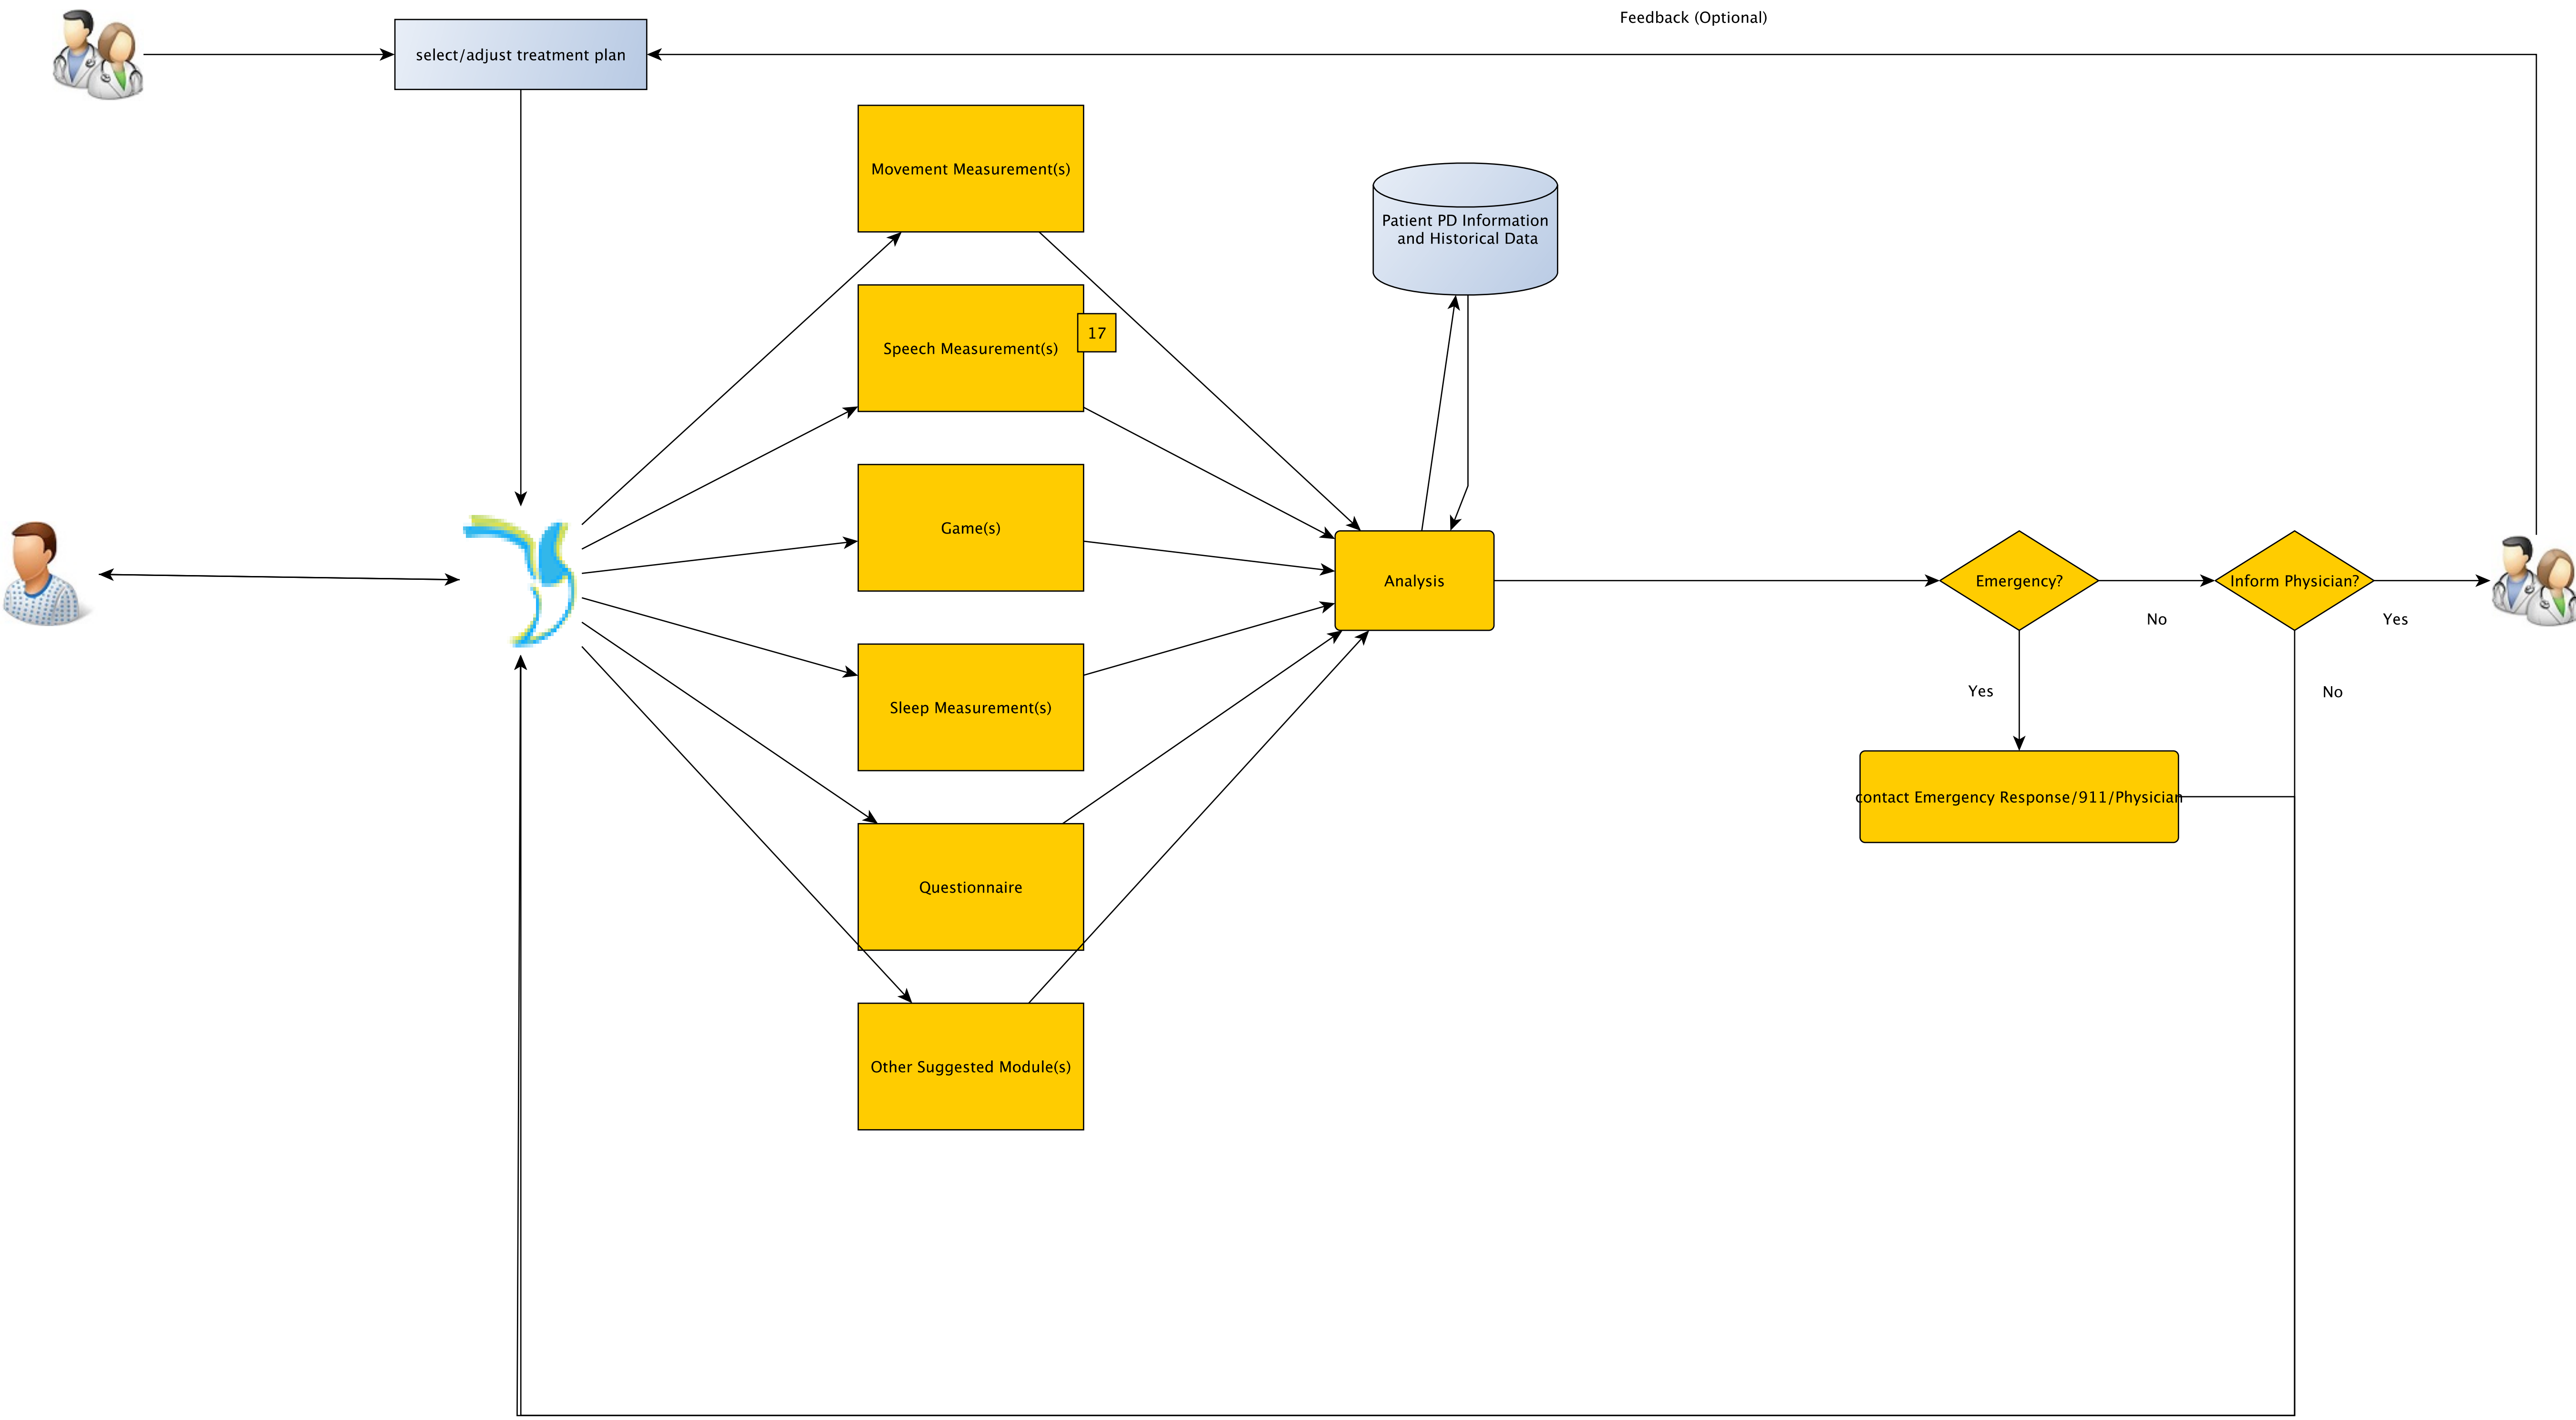 Feedback (Optional)
select/adjust treatment plan
Movement Measurement(s)
Patient PD Information
and Historical Data
17
Speech Measurement(s)
Game(s)
Analysis
Emergency?
Inform Physician?
No
Yes
Yes
No
Sleep Measurement(s)
contact Emergency Response/911/Physician
Questionnaire
Other Suggested Module(s)